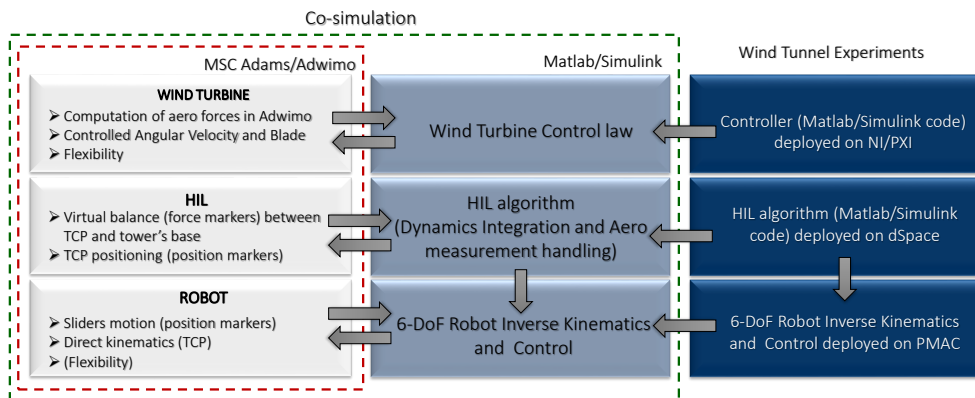 Co-simulation
MSC Adams/Adwimo
Matlab/Simulink
Wind Tunnel Experiments
WIND TURBINE
➢ Computation of aero forces in Adwimo
➢ Controlled Angular Velocity and Blade
➢ Flexibility
Wind Turbine Control law
Controller (Matlab/Simulink code)
deployed on NI/PXI
HIL
➢ Virtual balance (force markers) between
TCP and tower's base
➢ TCP positioning (position markers)
HIL algorithm
(Dynamics Integration and Aero
measurement handling)
HIL algorithm (Matlab/Simulink
code) deployed on dSpace
ROBOT
➢ Sliders motion (position markers)
➢ Direct kinematics (TCP)
➢ (Flexibility)
6-DoF Robot Inverse Kinematics
and Control
6-DoF Robot Inverse Kinematics
and Control deployed on PMAC